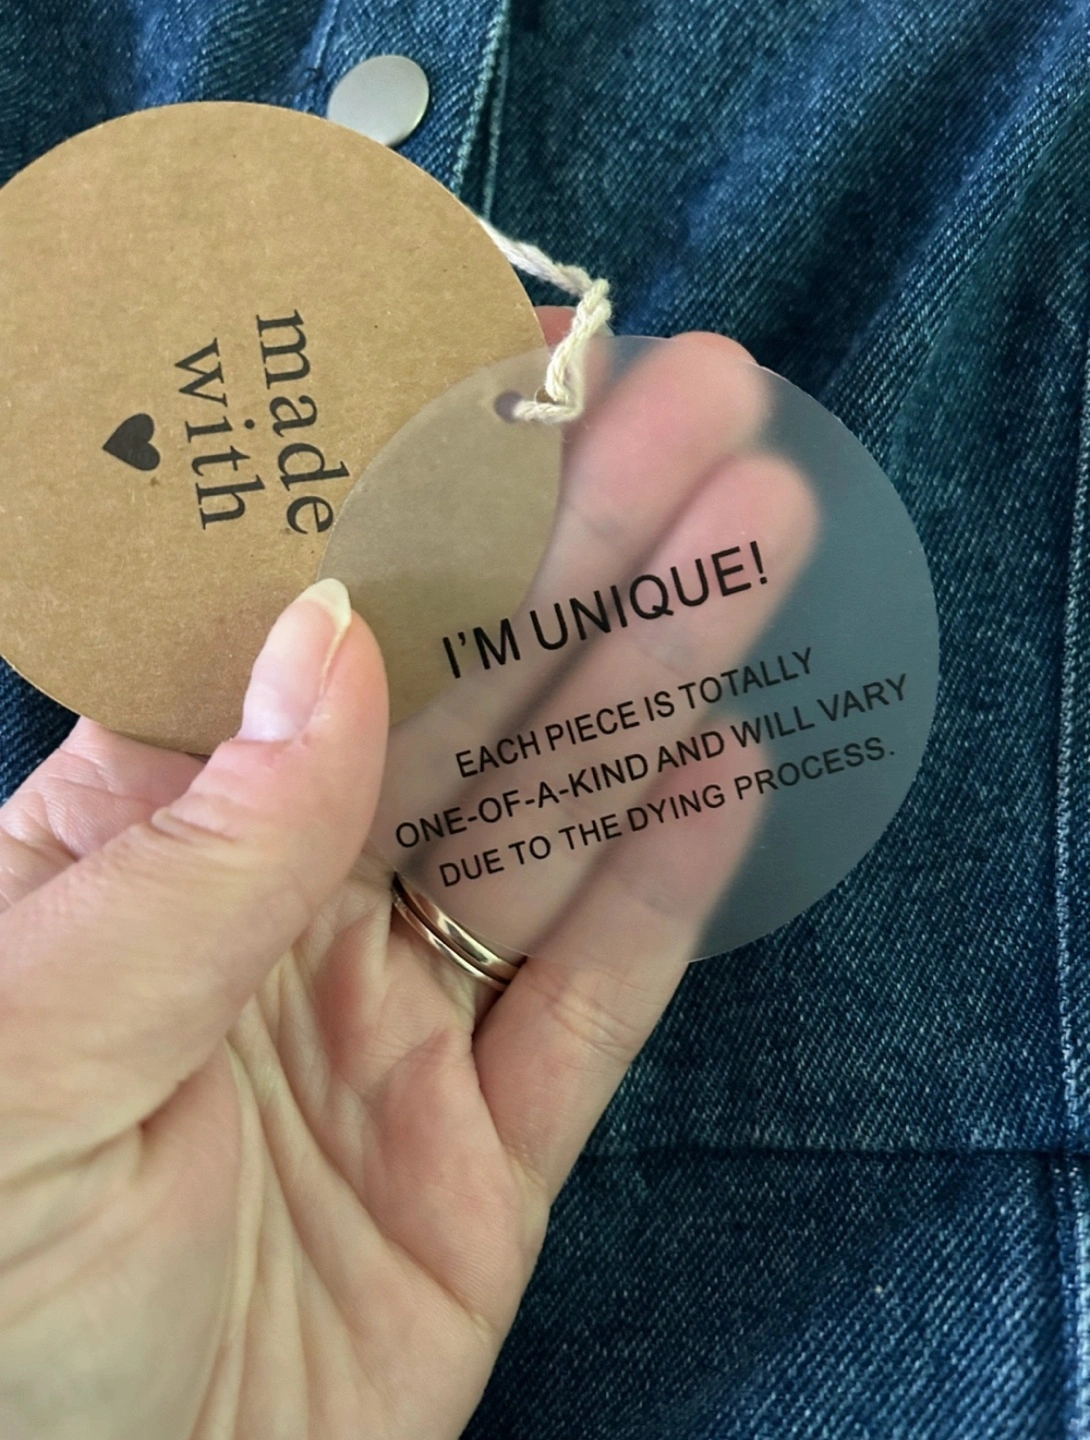 made
with
♥
I'M UNIQUE!
EACH PIECE IS TOTALLY
ONE-OF-A-KIND AND WILL VARY
DUE TO THE DYING PROCESS.